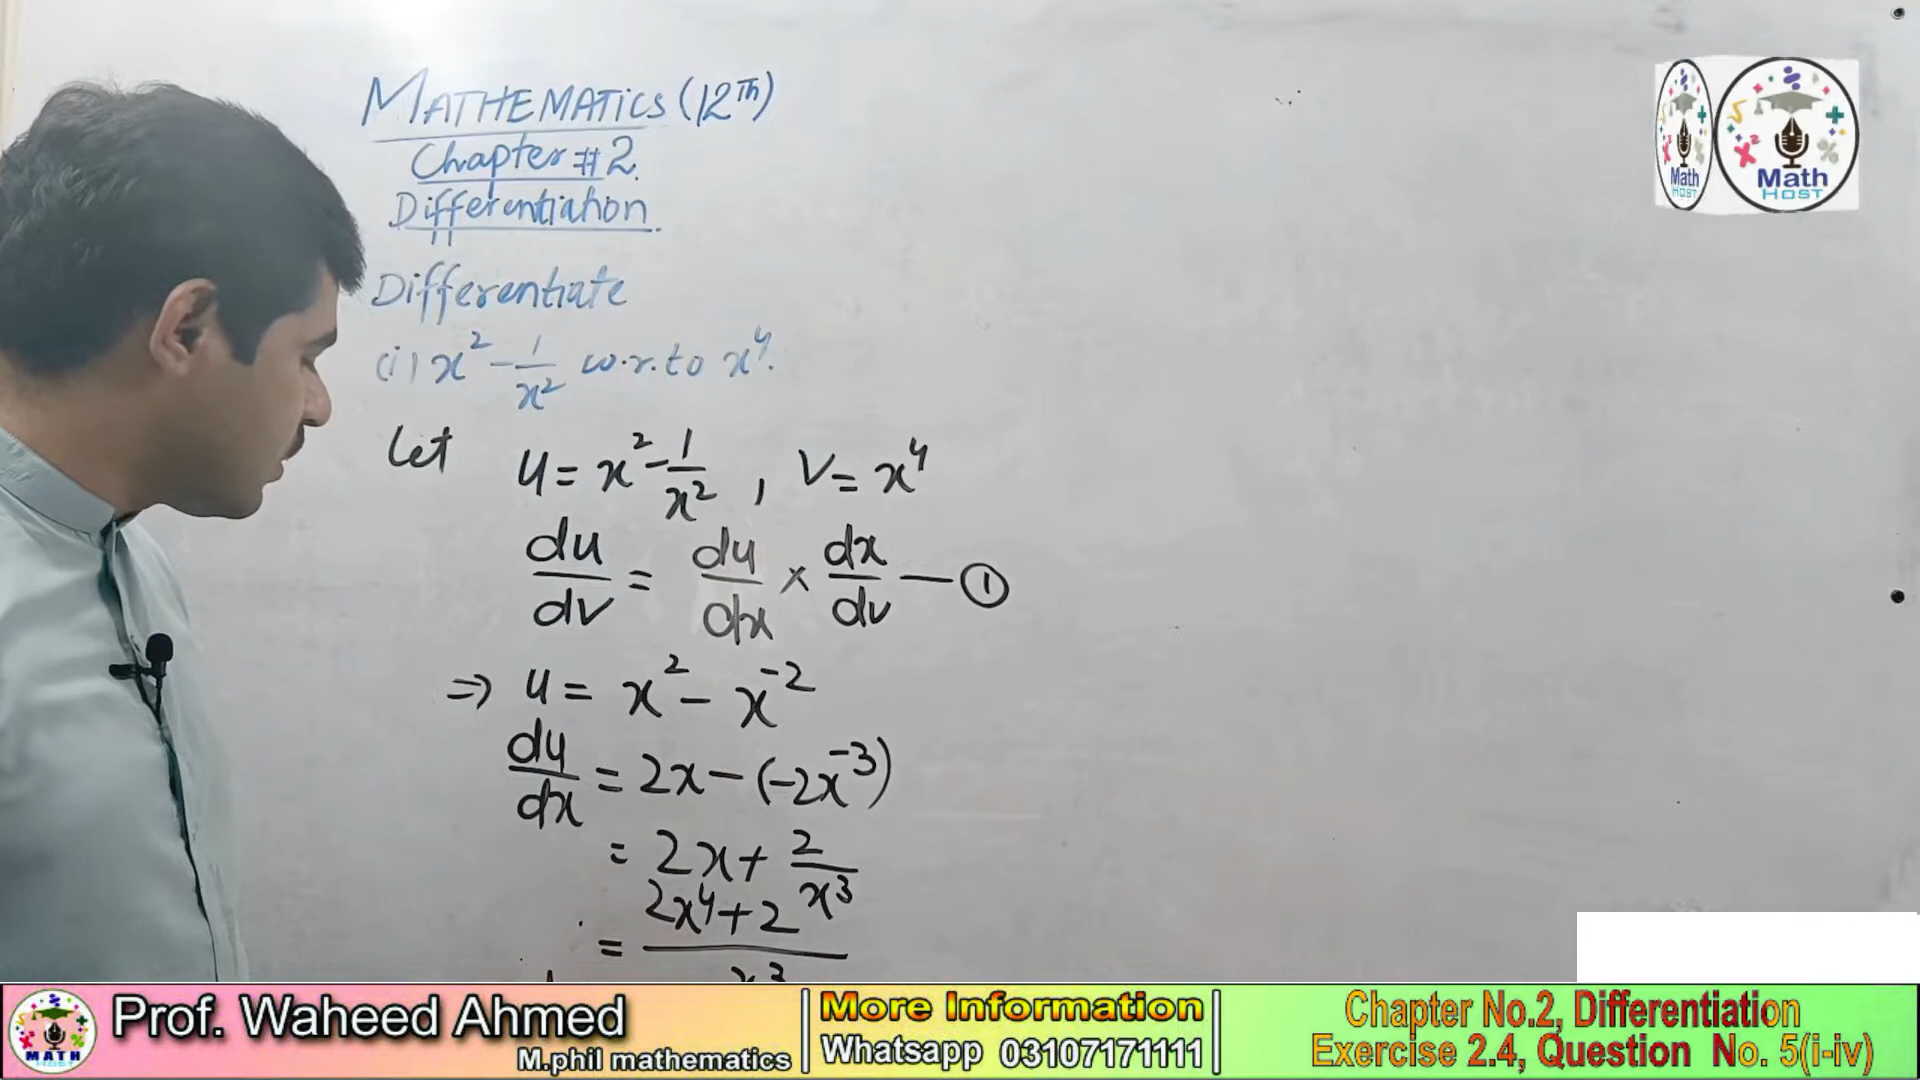 MATHEMATICS (12TH)
Chapter # 2.
Differentiation.
Differentiate
(i) x² - 1/x² w.r.to x⁴.
Let u = x² - 1/x² , v = x⁴
du/dv = du/dx × dx/dv — ①
⇒ u = x² - x⁻²
du/dx = 2x - (-2x⁻³)
= 2x + 2/x³
= (2x⁴+2)/x³
Math
HOST
Math
HOST
MATH
Prof. Waheed Ahmed
M.phil mathematics
More Information
Whatsapp 03107171111
Chapter No.2, Differentiation
Exercise 2.4, Question No. 5(i-iv)